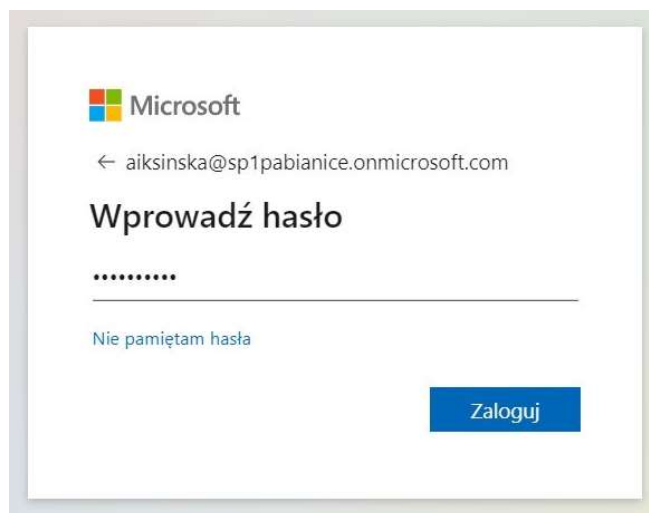 Microsoft
← aiksinska@sp1pabianice.onmicrosoft.com
Wprowadź hasło
••••••••••
Nie pamiętam hasła
Zaloguj